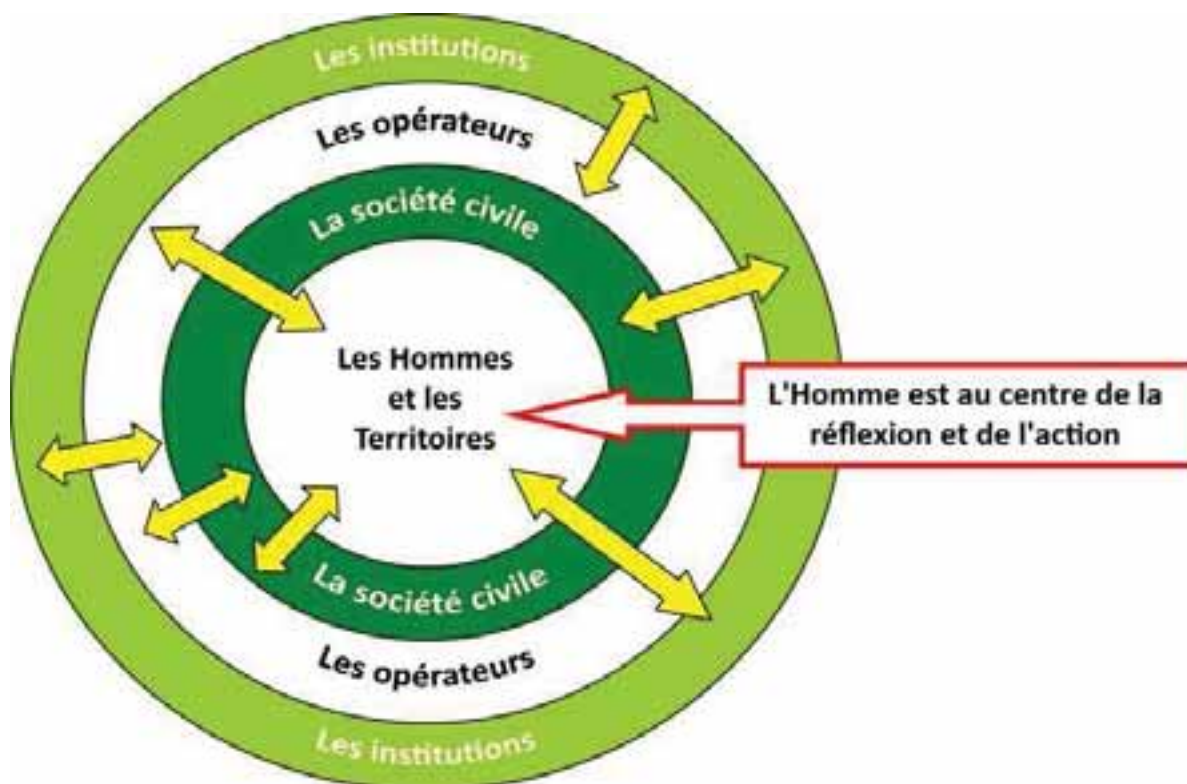 Les institutions
Les opérateurs
La société civile
Les Hommes
et les
Territoires
L'Homme est au centre de la
réflexion et de l'action
La société civile
Les opérateurs
Les institutions